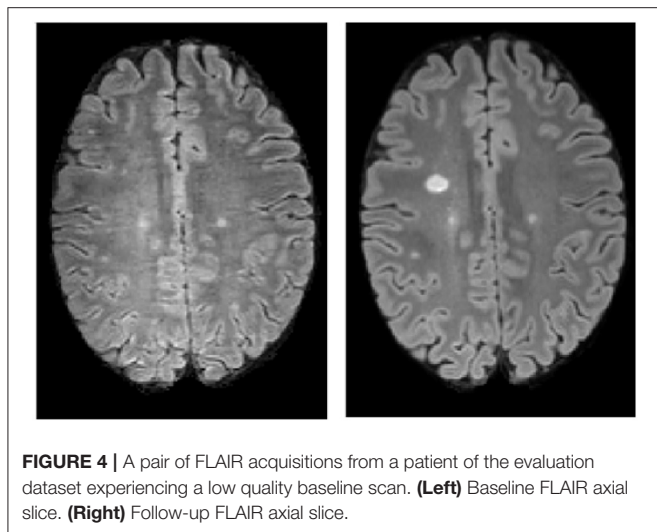 FIGURE 4 | A pair of FLAIR acquisitions from a patient of the evaluation
dataset experiencing a low quality baseline scan. (Left) Baseline FLAIR axial
slice. (Right) Follow-up FLAIR axial slice.